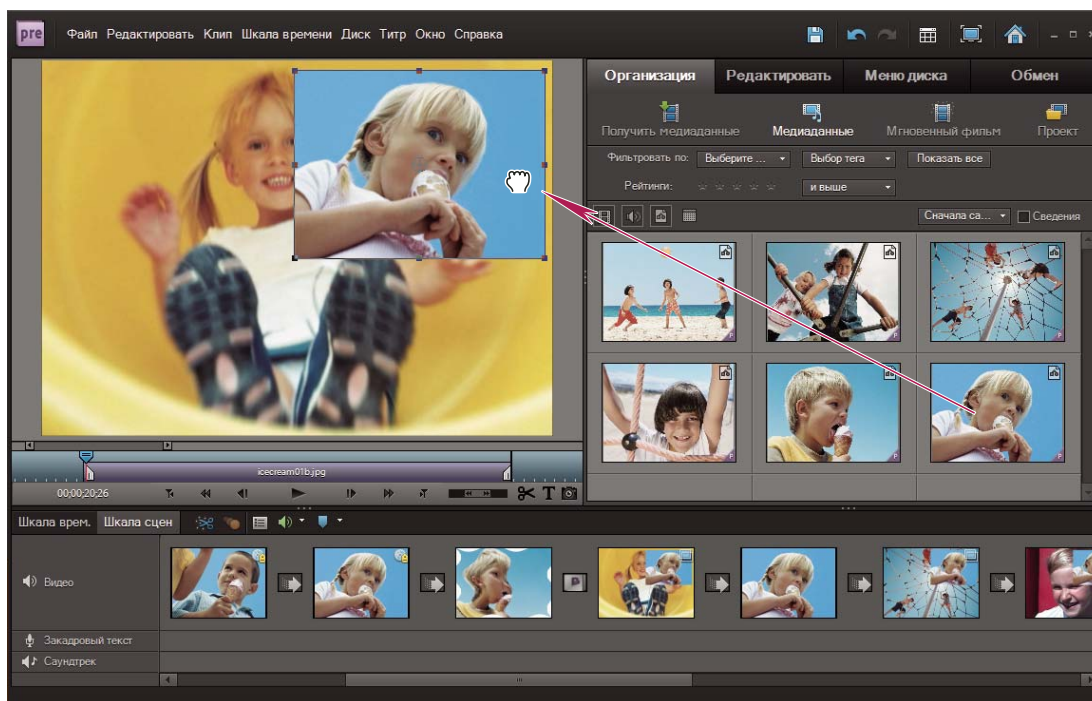 pre
Файл Редактировать Клип Шкала времени Диск Титр Окно Справка
Организация Редактировать Меню диска Обмен
Получить медиаданные Медиаданные Мгновенный фильм Проект
Фильтровать по: Выберите ... Выбор тега Показать все
Рейтинги: и выше
Сначала са... Сведения
icecream01b.jpg
00;00;20;26
T
Шкала врем. Шкала сцен
Видео
Закадровый текст
Саундтрек